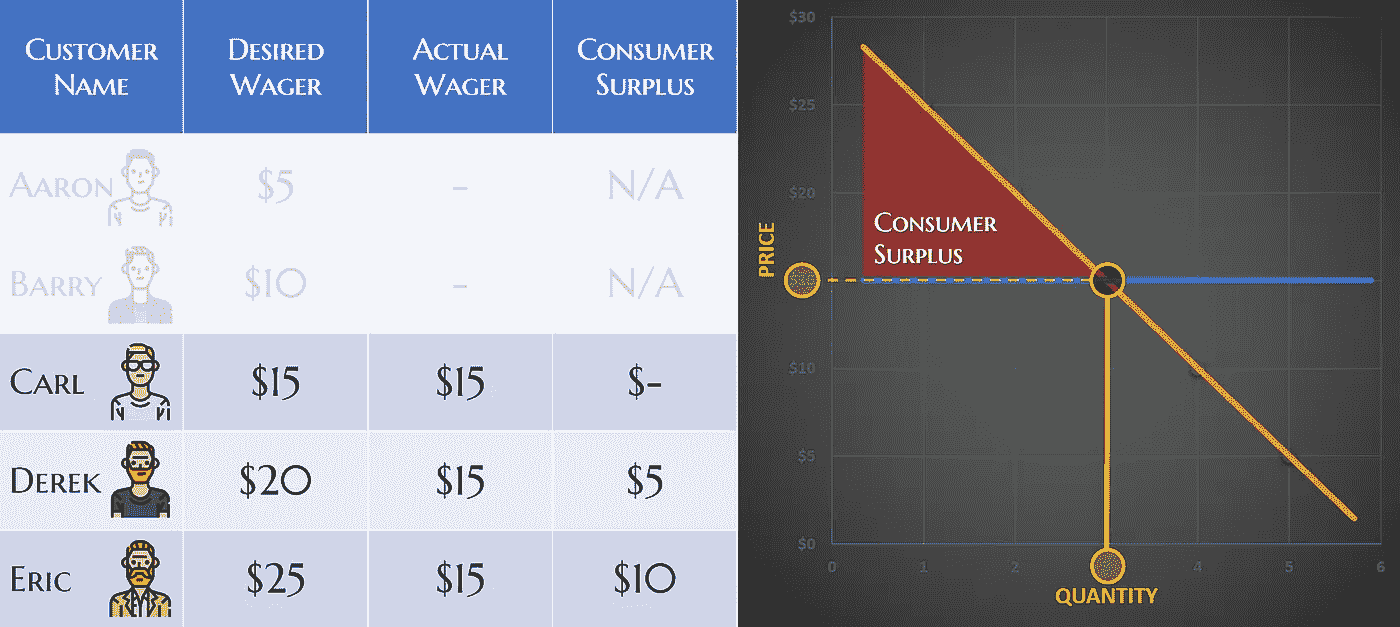 Customer Name
Desired Wager
Actual Wager
Consumer Surplus
Aaron
$5
-
N/A
Barry
$10
-
N/A
Carl
$15
$15
$-
Derek
$20
$15
$5
Eric
$25
$15
$10
$30
$25
$20
$10
$5
$0
PRICE
Consumer
Surplus
0
1
2
4
5
6
QUANTITY